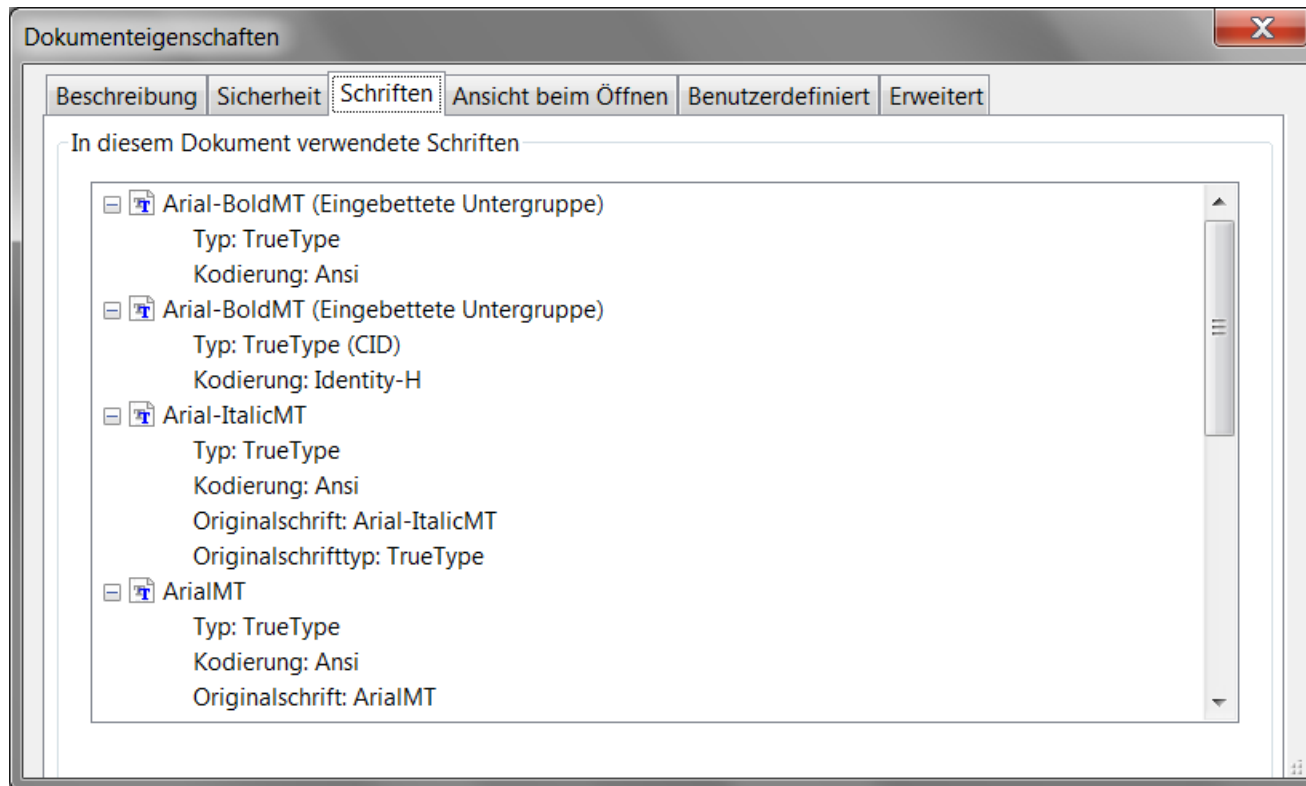 Dokumenteigenschaften
Beschreibung Sicherheit Schriften Ansicht beim Öffnen Benutzerdefiniert Erweitert
In diesem Dokument verwendete Schriften
Arial-BoldMT (Eingebettete Untergruppe)
Typ: TrueType
Kodierung: Ansi
Arial-BoldMT (Eingebettete Untergruppe)
Typ: TrueType (CID)
Kodierung: Identity-H
Arial-ItalicMT
Typ: TrueType
Kodierung: Ansi
Originalschrift: Arial-ItalicMT
Originalschrifttyp: TrueType
ArialMT
Typ: TrueType
Kodierung: Ansi
Originalschrift: ArialMT